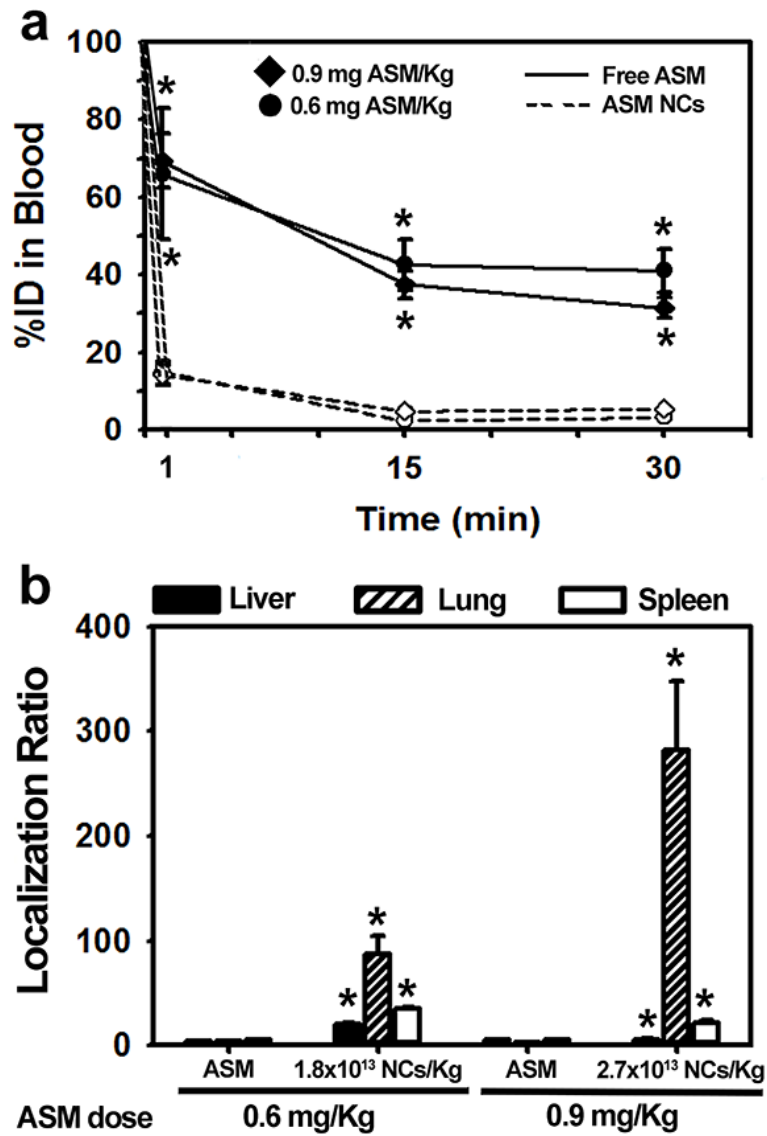 a
%ID in Blood
100
80
60
40
20
0
0.9 mg ASM/Kg
0.6 mg ASM/Kg
Free ASM
ASM NCs
*
*
*
*
*
*
1 15 30
Time (min)
b
Liver Lung Spleen
Localization Ratio
400
300
200
100
0
*
*
*
*
*
*
ASM 1.8x10¹³ NCs/Kg ASM 2.7x10¹³ NCs/Kg
ASM dose 0.6 mg/Kg 0.9 mg/Kg